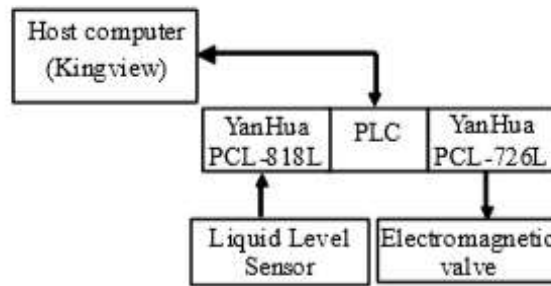 Host computer
(Kingview)
YanHua
PCL-818L
PLC
YanHua
PCL-726L
Liquid Level
Sensor
Electromagnetic
valve